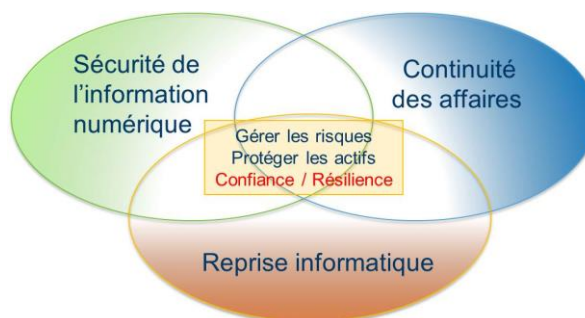 Sécurité de
l'information
numérique
Continuité
des affaires
Gérer les risques
Protéger les actifs
Confiance / Résilience
Reprise informatique